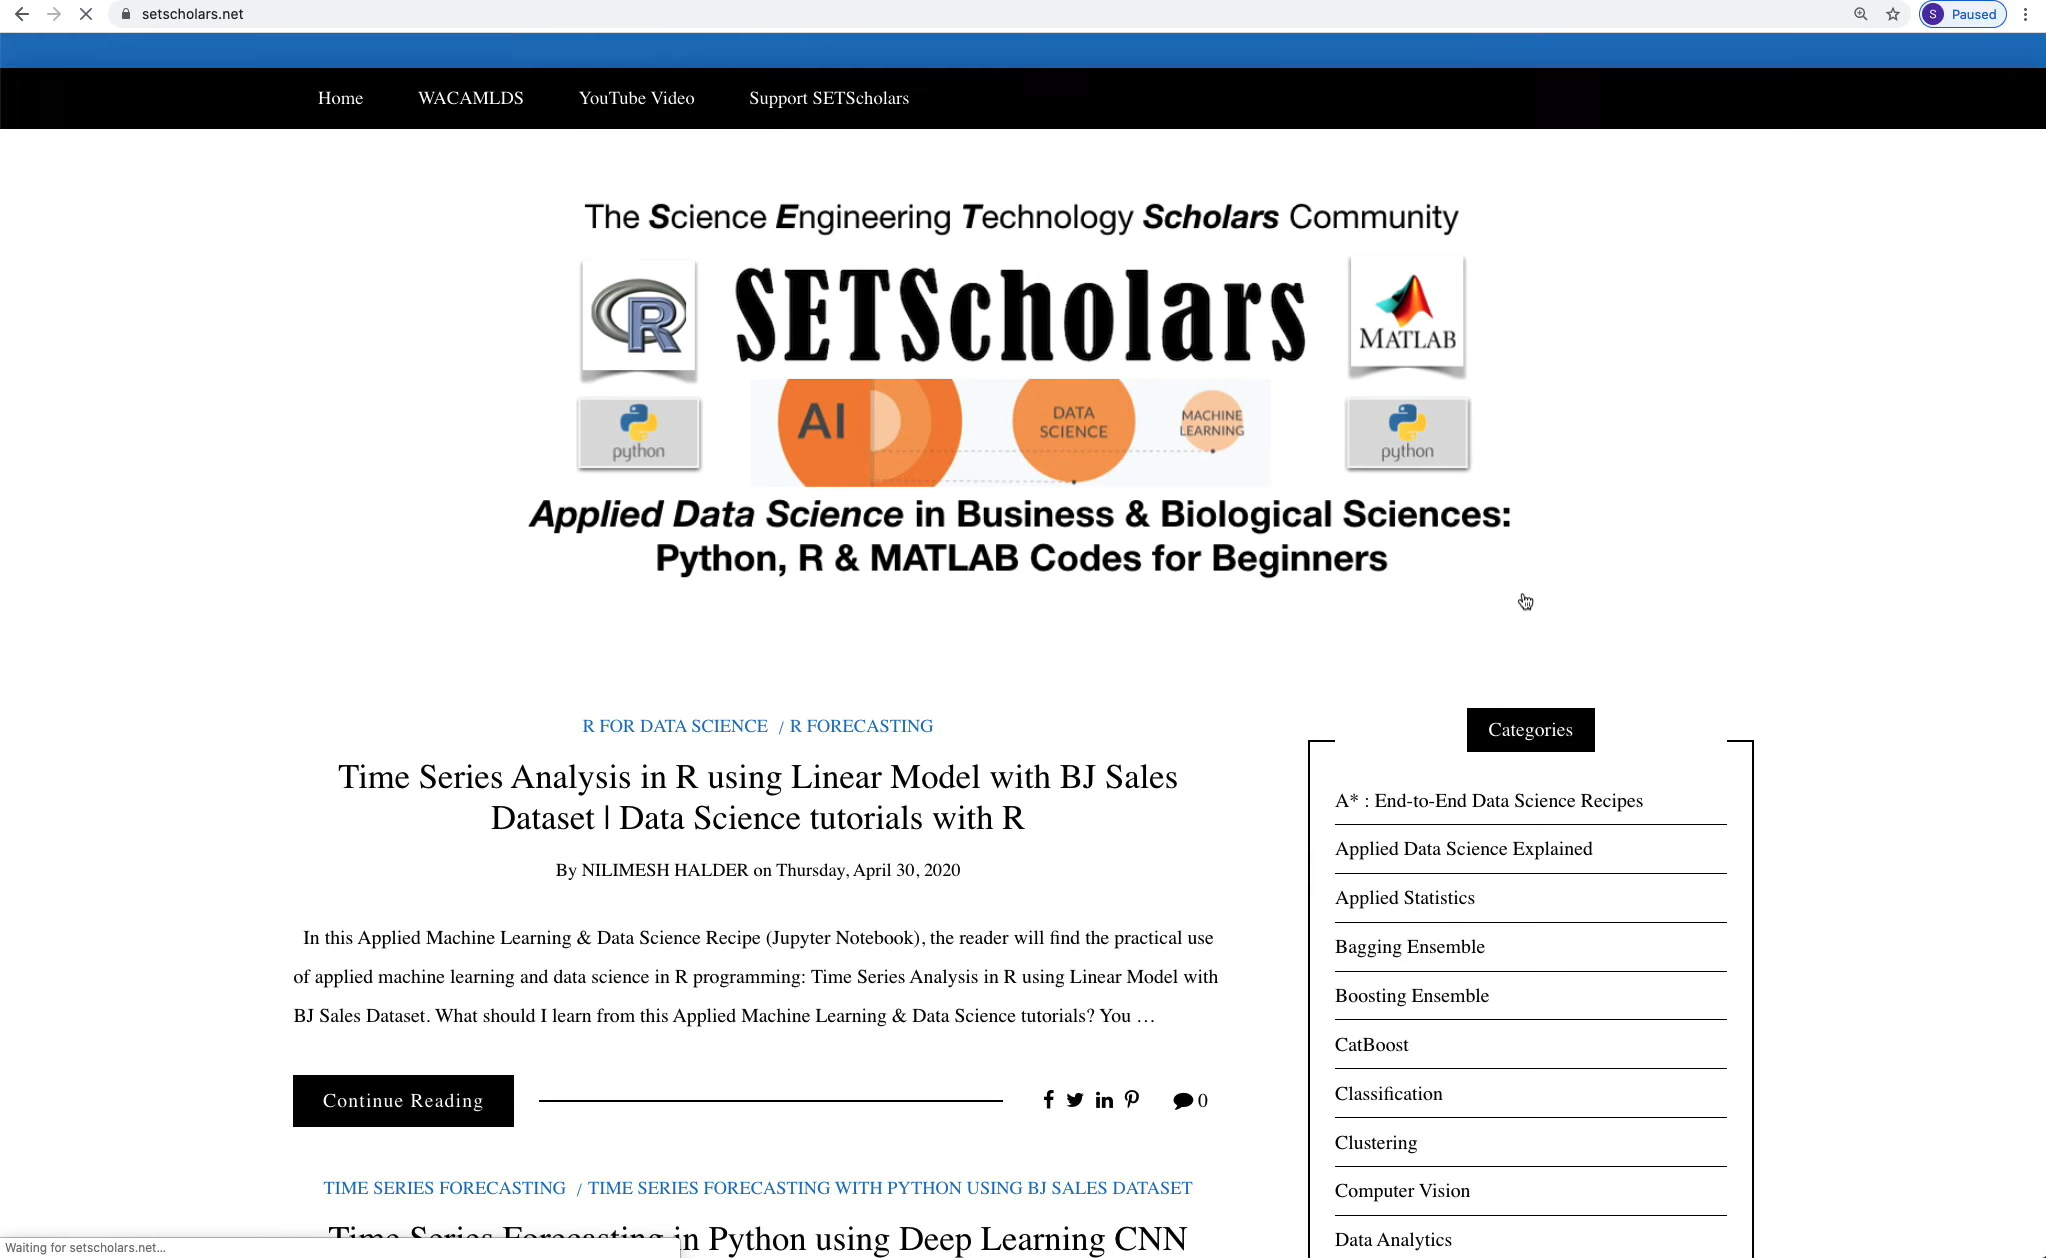 setscholars.net
S Paused
Home WACAMLDS YouTube Video Support SETScholars
The Science Engineering Technology Scholars Community
R SETScholars MATLAB
python AI DATA SCIENCE MACHINE LEARNING python
Applied Data Science in Business & Biological Sciences:
Python, R & MATLAB Codes for Beginners
R FOR DATA SCIENCE / R FORECASTING
Time Series Analysis in R using Linear Model with BJ Sales
Dataset | Data Science tutorials with R
By NILIMESH HALDER on Thursday, April 30, 2020
In this Applied Machine Learning & Data Science Recipe (Jupyter Notebook), the reader will find the practical use
of applied machine learning and data science in R programming: Time Series Analysis in R using Linear Model with
BJ Sales Dataset. What should I learn from this Applied Machine Learning & Data Science tutorials? You …
Continue Reading
0
TIME SERIES FORECASTING / TIME SERIES FORECASTING WITH PYTHON USING BJ SALES DATASET
Time Series Forecasting in Python using Deep Learning CNN
Categories
A* : End-to-End Data Science Recipes
Applied Data Science Explained
Applied Statistics
Bagging Ensemble
Boosting Ensemble
CatBoost
Classification
Clustering
Computer Vision
Data Analytics
Waiting for setscholars.net...